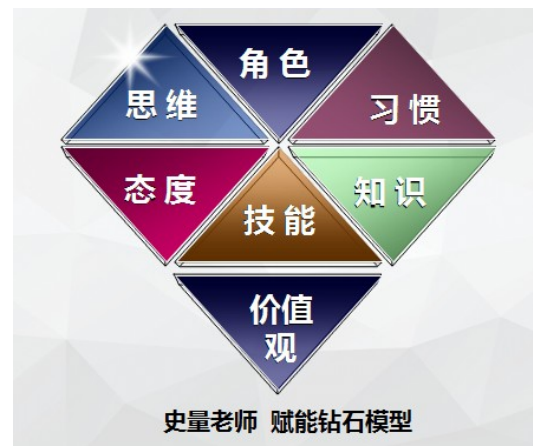 角色
思维
习惯
态度
知识
技能
价值
观
史量老师 赋能钻石模型